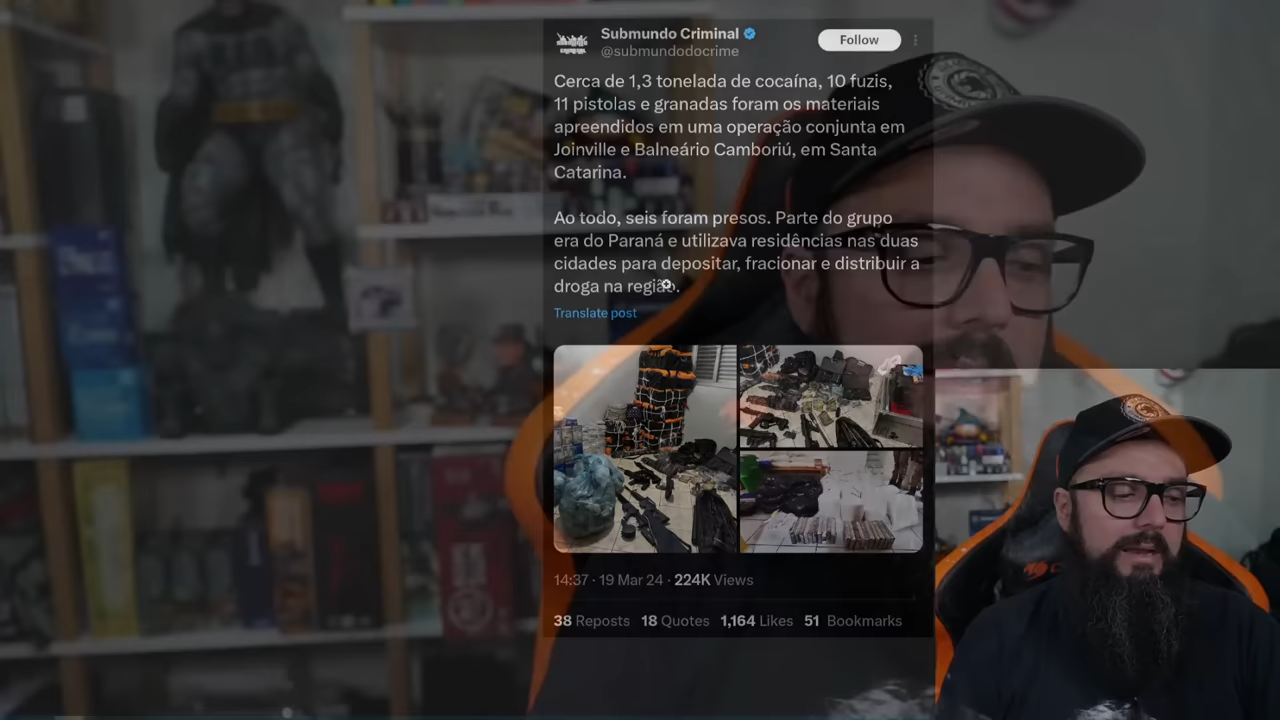 Submundo Criminal
@submundodocrime
Follow
Cerca de 1,3 tonelada de cocaína, 10 fuzis,
11 pistolas e granadas foram os materiais
apreendidos em uma operação conjunta em
Joinville e Balneário Camboriú, em Santa
Catarina.
Ao todo, seis foram presos. Parte do grupo
era do Paraná e utilizava residências nas duas
cidades para depositar, fracionar e distribuir a
droga na região.
Translate post
14:37 · 19 Mar 24 · 224K Views
38 Reposts 18 Quotes 1,164 Likes 51 Bookmarks